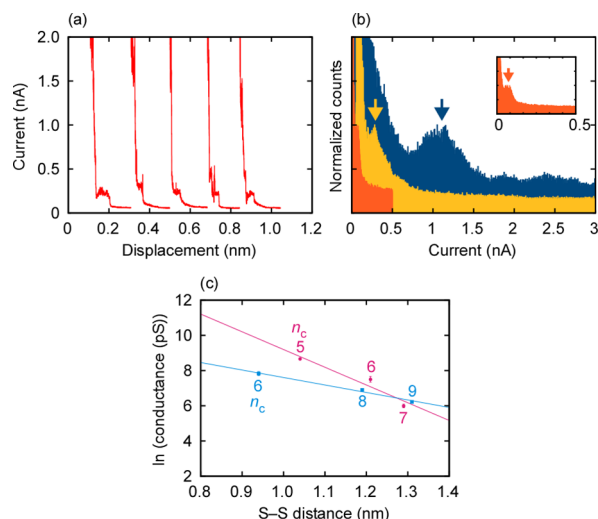 (a)
2.0
1.5
1.0
0.5
0
0 0.2 0.4 0.6 0.8 1.0 1.2
Current (nA)
Displacement (nm)
(b)
Normalized counts
0 0.5
0 0.5 1 1.5 2 2.5 3
Current (nA)
(c)
12
10
8
6
4
2
ln (conductance (pS))
n_c
5
6
6
n_c
8
9
7
0.8 0.9 1.0 1.1 1.2 1.3 1.4
S–S distance (nm)